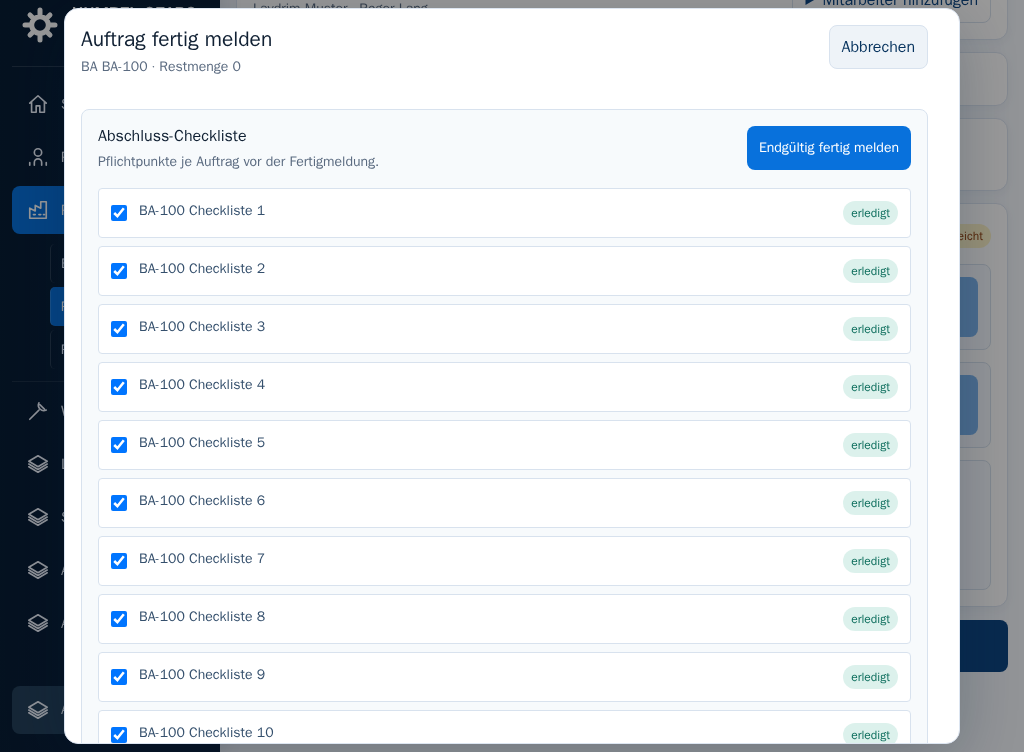 Auftrag fertig melden
Abbrechen
BA BA-100 · Restmenge 0
Abschluss-Checkliste
Endgültig fertig melden
Pflichtpunkte je Auftrag vor der Fertigmeldung.
BA-100 Checkliste 1 erledigt
BA-100 Checkliste 2 erledigt
BA-100 Checkliste 3 erledigt
BA-100 Checkliste 4 erledigt
BA-100 Checkliste 5 erledigt
BA-100 Checkliste 6 erledigt
BA-100 Checkliste 7 erledigt
BA-100 Checkliste 8 erledigt
BA-100 Checkliste 9 erledigt
BA-100 Checkliste 10 erledigt